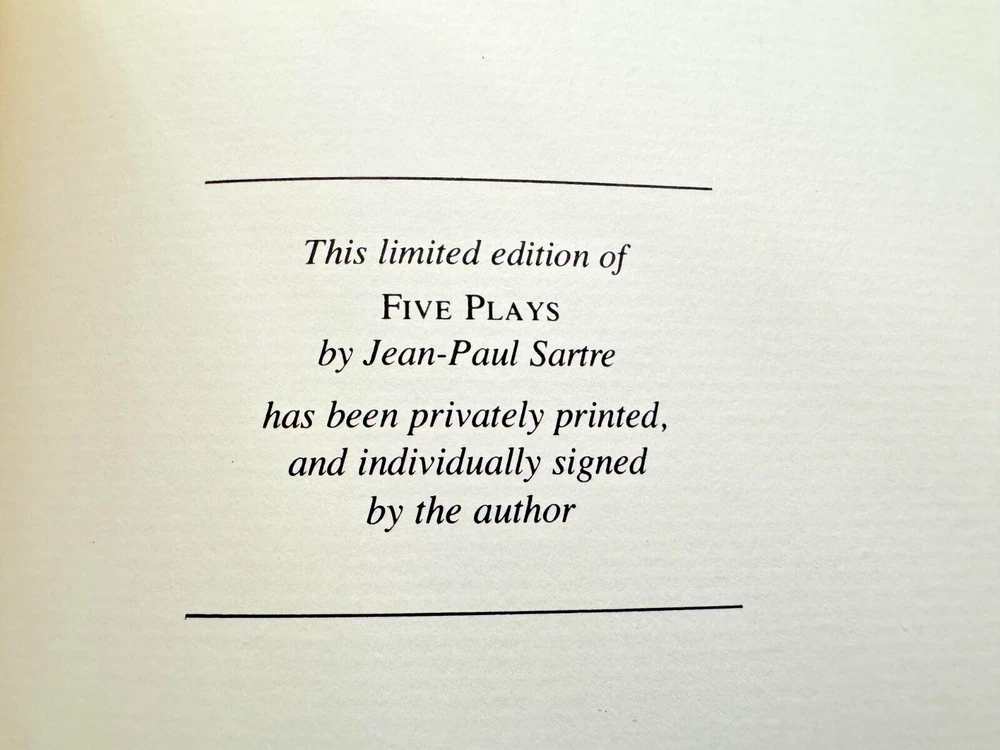 This limited edition of
FIVE PLAYS
by Jean-Paul Sartre
has been privately printed,
and individually signed
by the author